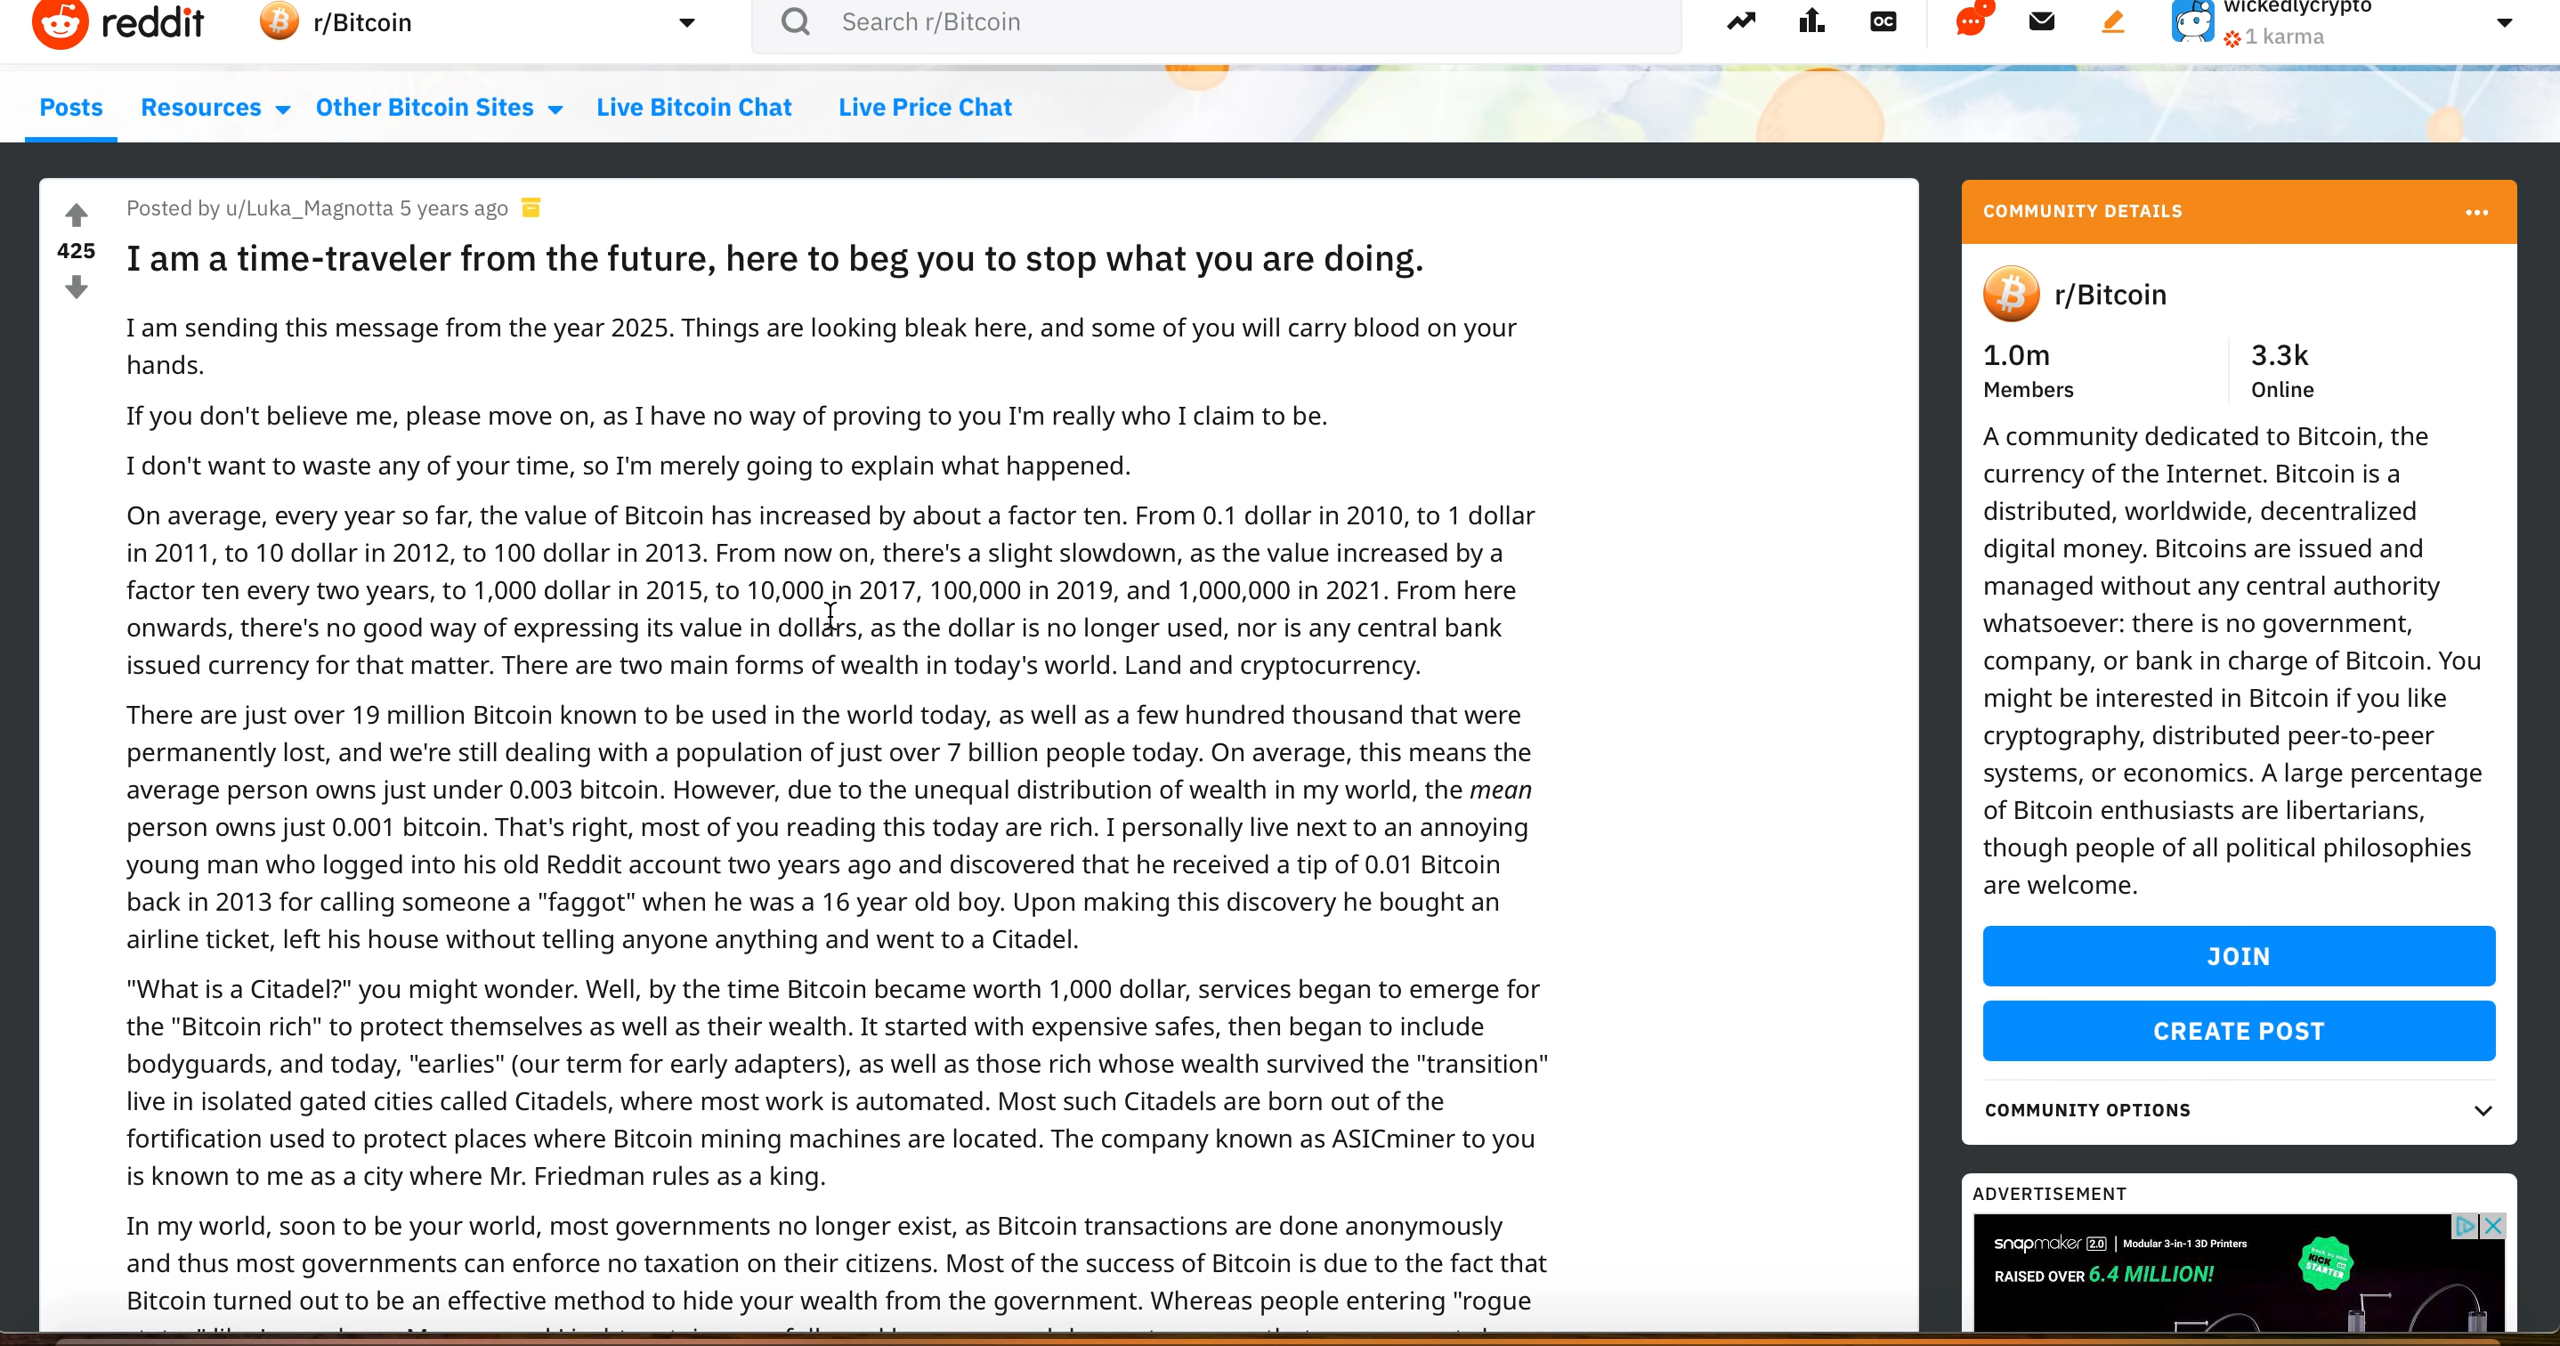 reddit
r/Bitcoin
Search r/Bitcoin
OC
wickedlycrypto
1 karma
Posts
Resources
Other Bitcoin Sites
Live Bitcoin Chat
Live Price Chat
425
Posted by u/Luka_Magnotta 5 years ago
I am a time-traveler from the future, here to beg you to stop what you are doing.
I am sending this message from the year 2025. Things are looking bleak here, and some of you will carry blood on your
hands.
If you don't believe me, please move on, as I have no way of proving to you I'm really who I claim to be.
I don't want to waste any of your time, so I'm merely going to explain what happened.
On average, every year so far, the value of Bitcoin has increased by about a factor ten. From 0.1 dollar in 2010, to 1 dollar
in 2011, to 10 dollar in 2012, to 100 dollar in 2013. From now on, there's a slight slowdown, as the value increased by a
factor ten every two years, to 1,000 dollar in 2015, to 10,000 in 2017, 100,000 in 2019, and 1,000,000 in 2021. From here
onwards, there's no good way of expressing its value in dollars, as the dollar is no longer used, nor is any central bank
issued currency for that matter. There are two main forms of wealth in today's world. Land and cryptocurrency.
There are just over 19 million Bitcoin known to be used in the world today, as well as a few hundred thousand that were
permanently lost, and we're still dealing with a population of just over 7 billion people today. On average, this means the
average person owns just under 0.003 bitcoin. However, due to the unequal distribution of wealth in my world, the mean
person owns just 0.001 bitcoin. That's right, most of you reading this today are rich. I personally live next to an annoying
young man who logged into his old Reddit account two years ago and discovered that he received a tip of 0.01 Bitcoin
back in 2013 for calling someone a "faggot" when he was a 16 year old boy. Upon making this discovery he bought an
airline ticket, left his house without telling anyone anything and went to a Citadel.
"What is a Citadel?" you might wonder. Well, by the time Bitcoin became worth 1,000 dollar, services began to emerge for
the "Bitcoin rich" to protect themselves as well as their wealth. It started with expensive safes, then began to include
bodyguards, and today, "earlies" (our term for early adapters), as well as those rich whose wealth survived the "transition"
live in isolated gated cities called Citadels, where most work is automated. Most such Citadels are born out of the
fortification used to protect places where Bitcoin mining machines are located. The company known as ASICminer to you
is known to me as a city where Mr. Friedman rules as a king.
In my world, soon to be your world, most governments no longer exist, as Bitcoin transactions are done anonymously
and thus most governments can enforce no taxation on their citizens. Most of the success of Bitcoin is due to the fact that
Bitcoin turned out to be an effective method to hide your wealth from the government. Whereas people entering "rogue
COMMUNITY DETAILS
r/Bitcoin
1.0m
Members
3.3k
Online
A community dedicated to Bitcoin, the
currency of the Internet. Bitcoin is a
distributed, worldwide, decentralized
digital money. Bitcoins are issued and
managed without any central authority
whatsoever: there is no government,
company, or bank in charge of Bitcoin. You
might be interested in Bitcoin if you like
cryptography, distributed peer-to-peer
systems, or economics. A large percentage
of Bitcoin enthusiasts are libertarians,
though people of all political philosophies
are welcome.
JOIN
CREATE POST
COMMUNITY OPTIONS
ADVERTISEMENT
snapmaker 2.0 | Modular 3-in-1 3D Printers
RAISED OVER 6.4 MILLION!
KICK
STARTER